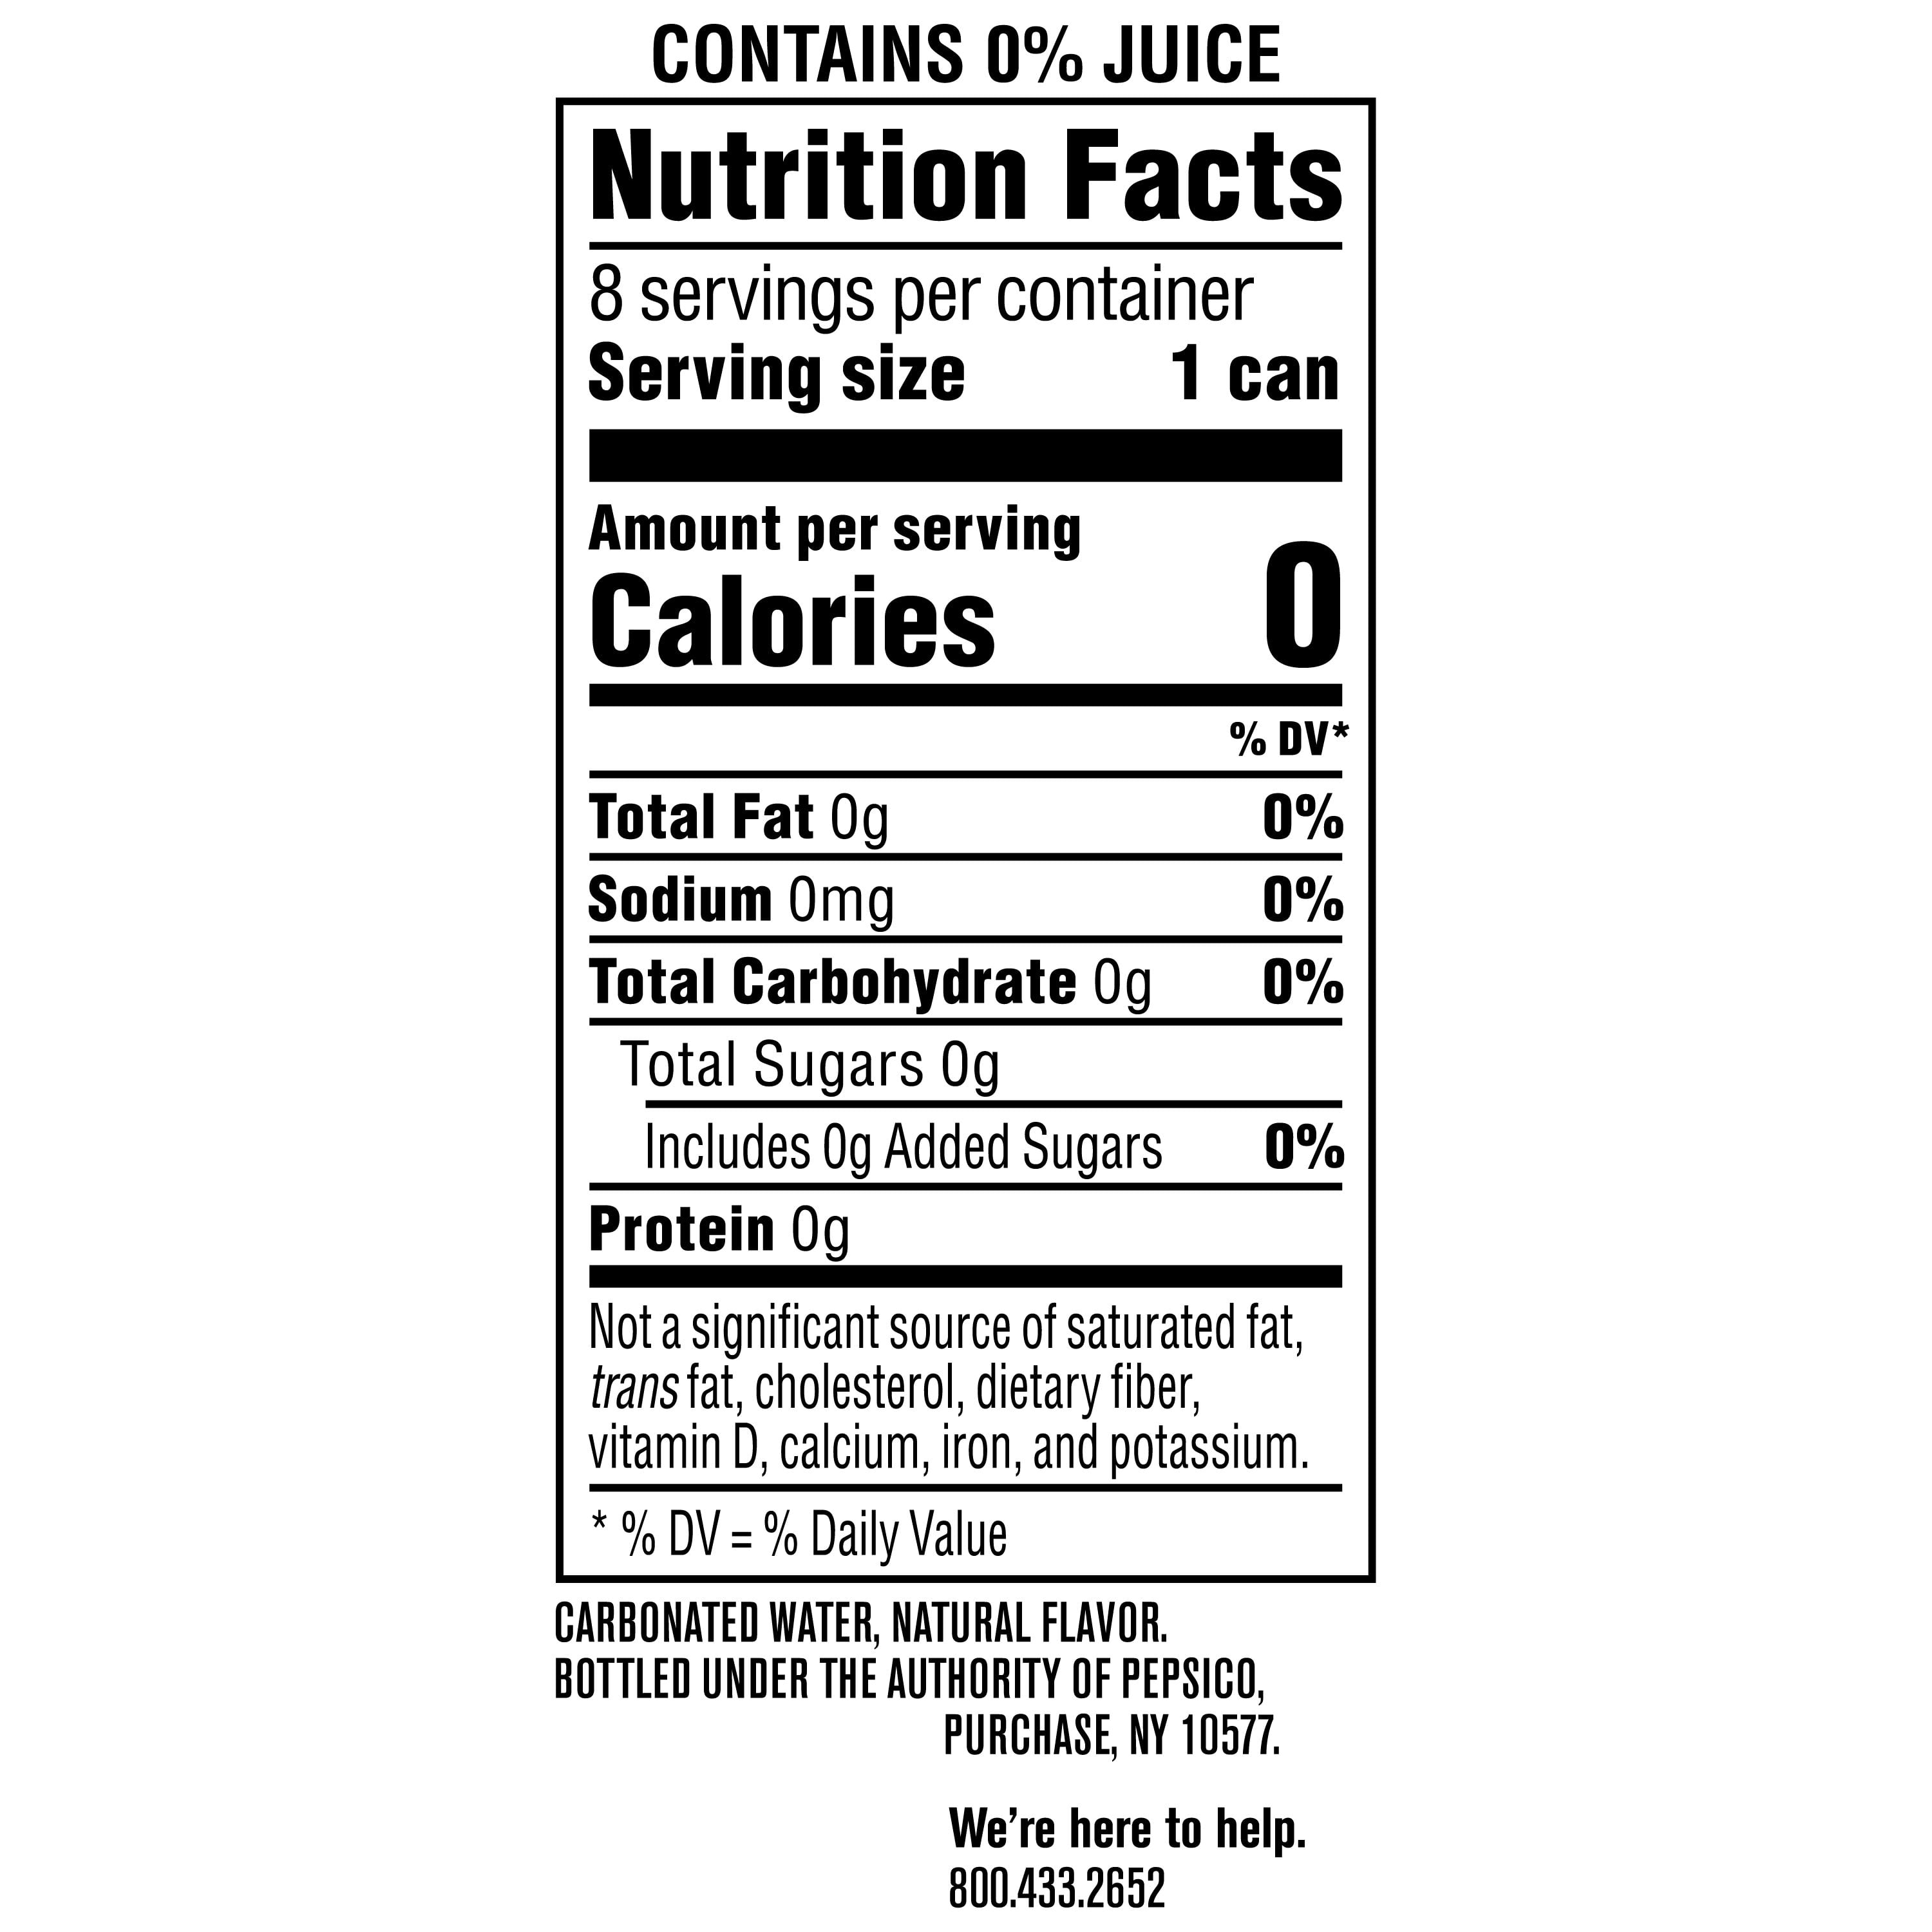 CONTAINS 0% JUICE
Nutrition Facts
8 servings per container
Serving size 1 can
Amount per serving
Calories 0
% DV*
Total Fat 0g 0%
Sodium 0mg 0%
Total Carbohydrate 0g 0%
Total Sugars 0g
Includes 0g Added Sugars 0%
Protein 0g
Not a significant source of saturated fat,
trans fat, cholesterol, dietary fiber,
vitamin D, calcium, iron, and potassium.
* % DV = % Daily Value
CARBONATED WATER, NATURAL FLAVOR.
BOTTLED UNDER THE AUTHORITY OF PEPSICO,
PURCHASE, NY 10577.
We're here to help.
800.433.2652